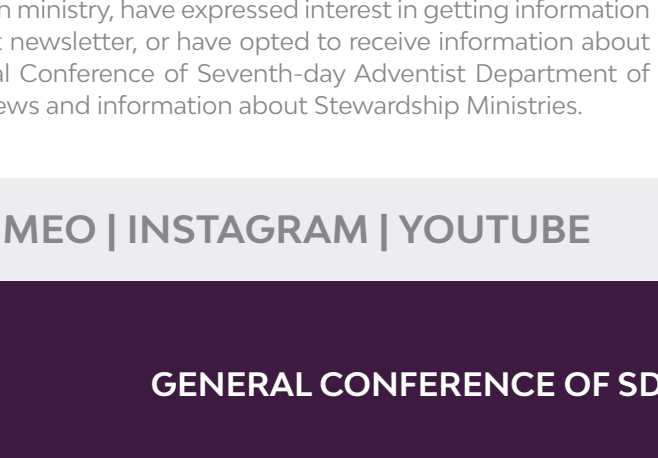 n ministry, have expressed interest in getting information
t newsletter, or have opted to receive information about
al Conference of Seventh-day Adventist Department of
ews and information about Stewardship Ministries.
MEO | INSTAGRAM | YOUTUBE
GENERAL CONFERENCE OF SD